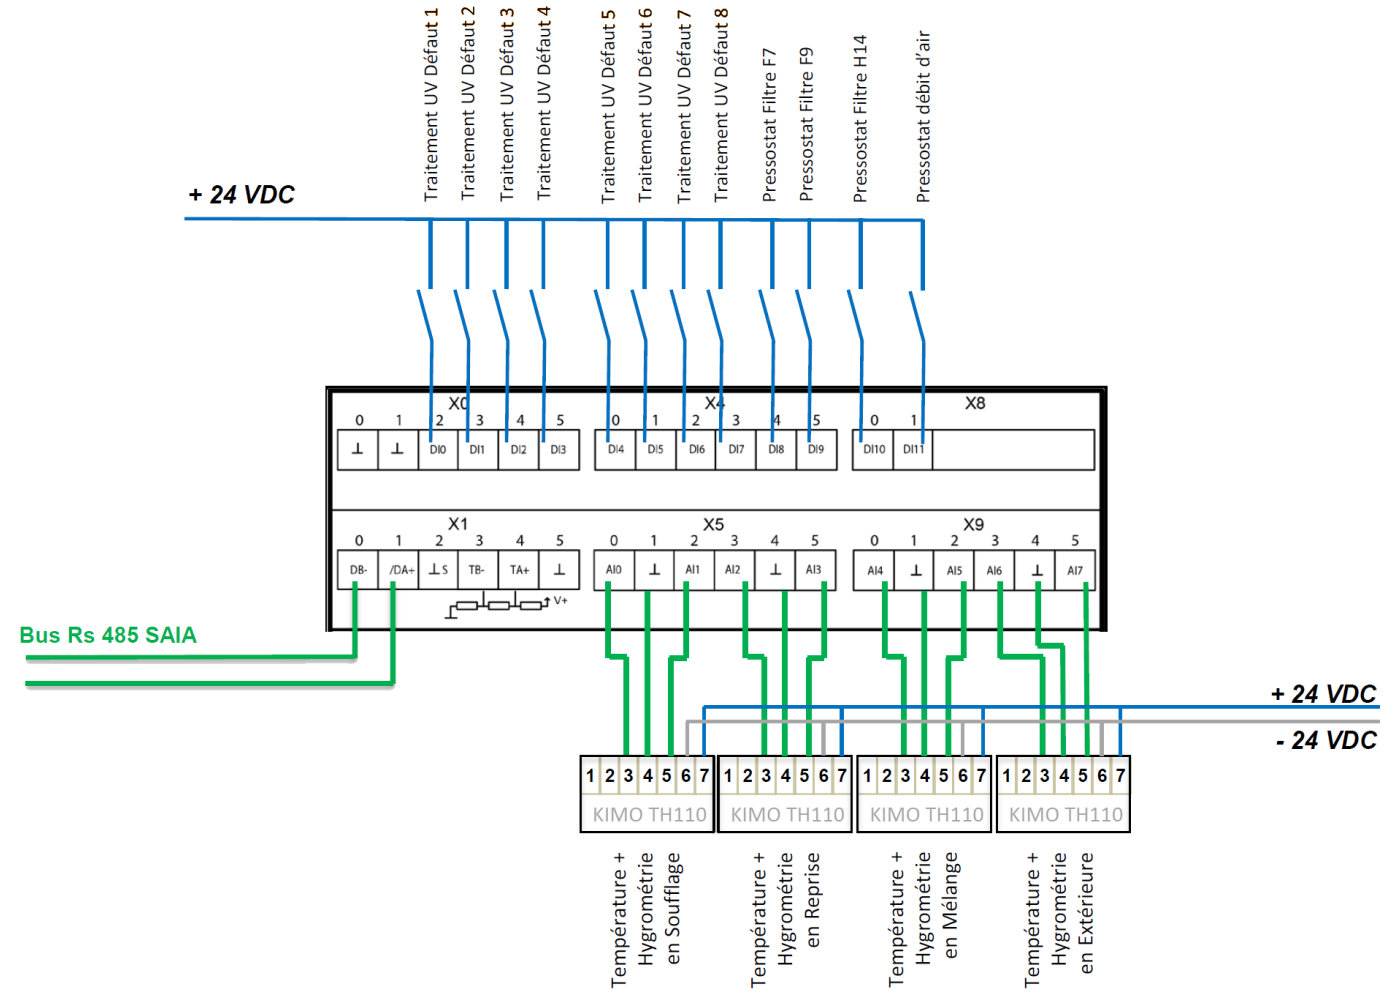 Traitement UV Défaut 1
Traitement UV Défaut 2
Traitement UV Défaut 3
Traitement UV Défaut 4
Traitement UV Défaut 5
Traitement UV Défaut 6
Traitement UV Défaut 7
Traitement UV Défaut 8
Pressostat Filtre F7
Pressostat Filtre F9
Pressostat Filtre H14
Pressostat débit d'air
+ 24 VDC
X0 X4 X8
0 1 2 3 4 5 0 1 2 3 4 5 0 1
⊥ ⊥ DI0 DI1 DI2 DI3 DI4 DI5 DI6 DI7 DI8 DI9 DI10 DI11
X1 X5 X9
0 1 2 3 4 5 0 1 2 3 4 5 0 1 2 3 4 5
DB- /DA+ ⊥S TB- TA+ ⊥ AI0 ⊥ AI1 AI2 ⊥ AI3 AI4 ⊥ AI5 AI6 ⊥ AI7
V+
Bus Rs 485 SAIA
+ 24 VDC
- 24 VDC
1 2 3 4 5 6 7 1 2 3 4 5 6 7 1 2 3 4 5 6 7 1 2 3 4 5 6 7
KIMO TH110 KIMO TH110 KIMO TH110 KIMO TH110
Température +
Hygrométrie
en Soufflage
Température +
Hygrométrie
en Reprise
Température +
Hygrométrie
en Mélange
Température +
Hygrométrie
en Extérieure